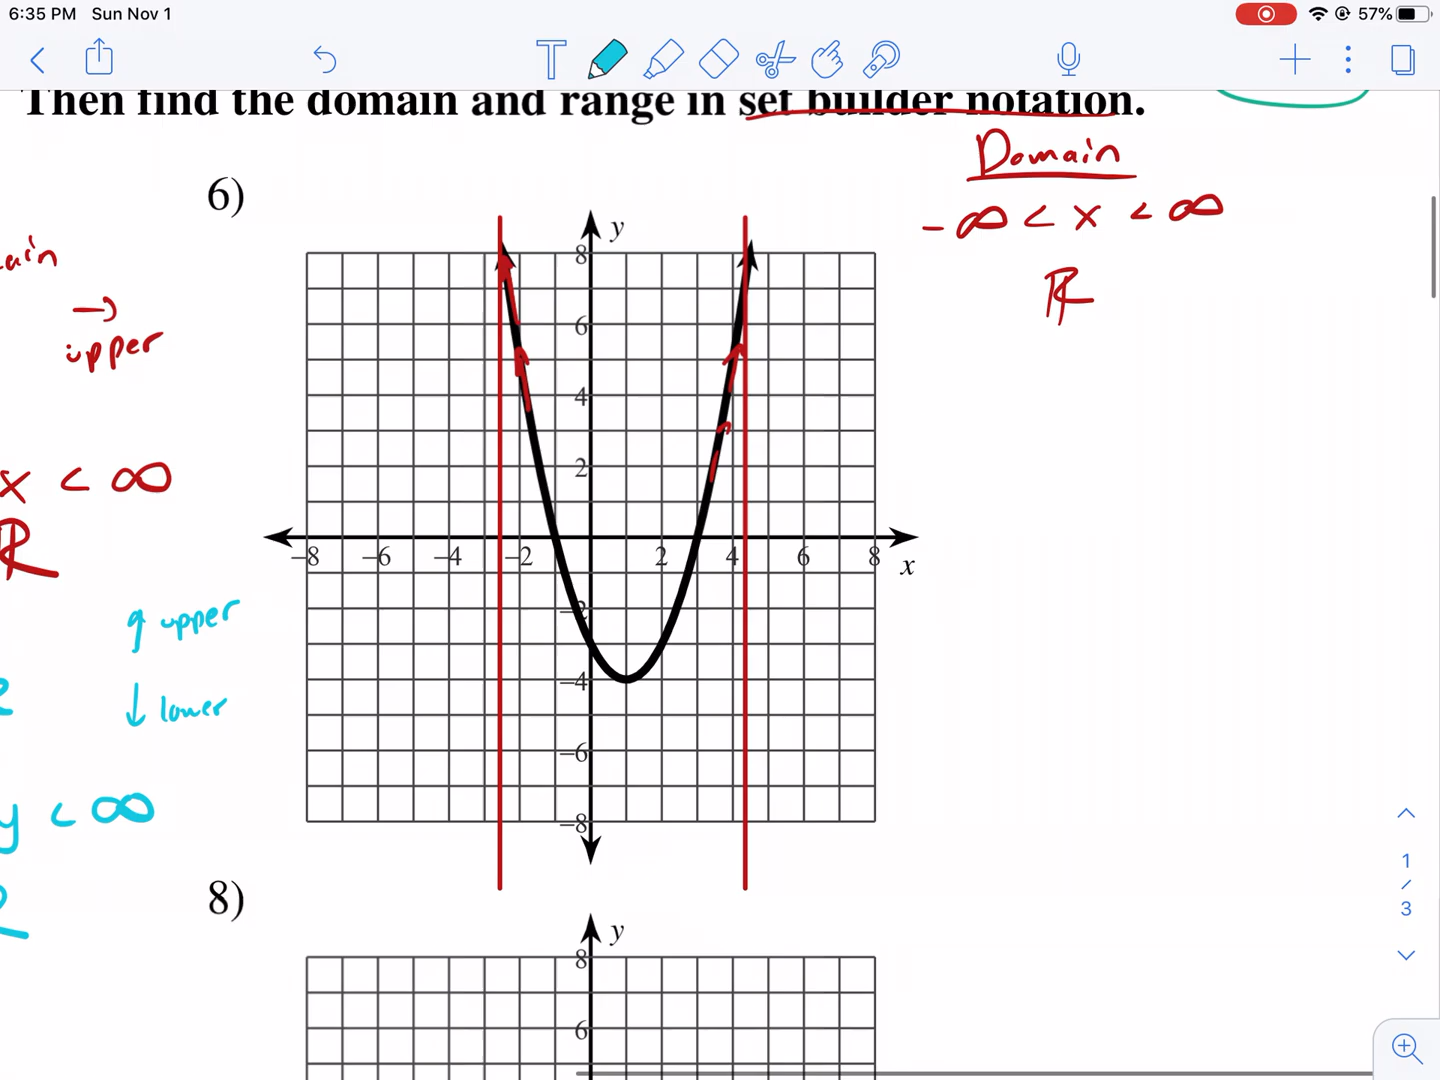 6:35 PM Sun Nov 1
57%
T
Then find the domain and range in set builder notation.
Domain
-∞ < x < ∞
ℝ
6)
ain
→
upper
x < ∞
ℝ
↑ upper
↓ lower
y < ∞
y
8
6
4
2
-8 -6 -4 -2 2 4 6 8
x
-2
-4
-6
-8
8)
y
8
6
1
/
3